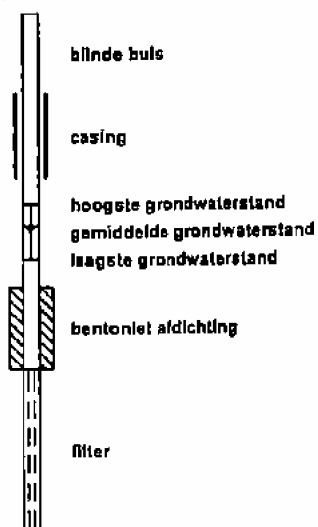 blinde buis
casing
hoogste grondwaterstand
gemiddelde grondwaterstand
laagste grondwaterstand
bentoniet afdichting
filter